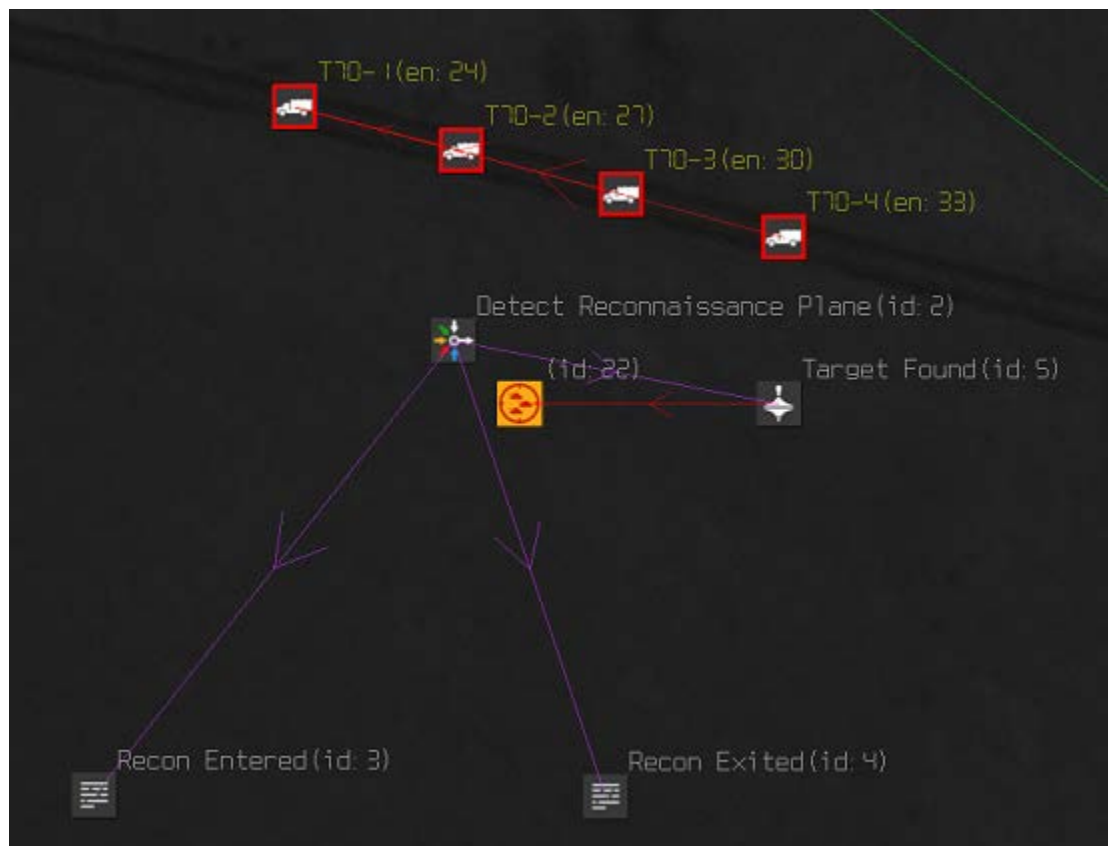 T70-1(en: 24)
T70-2(en: 27)
T70-3(en: 30)
T70-4(en: 33)
Detect Reconnaissance Plane(id: 2)
(id: 22)
Target Found(id: 5)
Recon Entered(id: 3)
Recon Exited(id: 4)